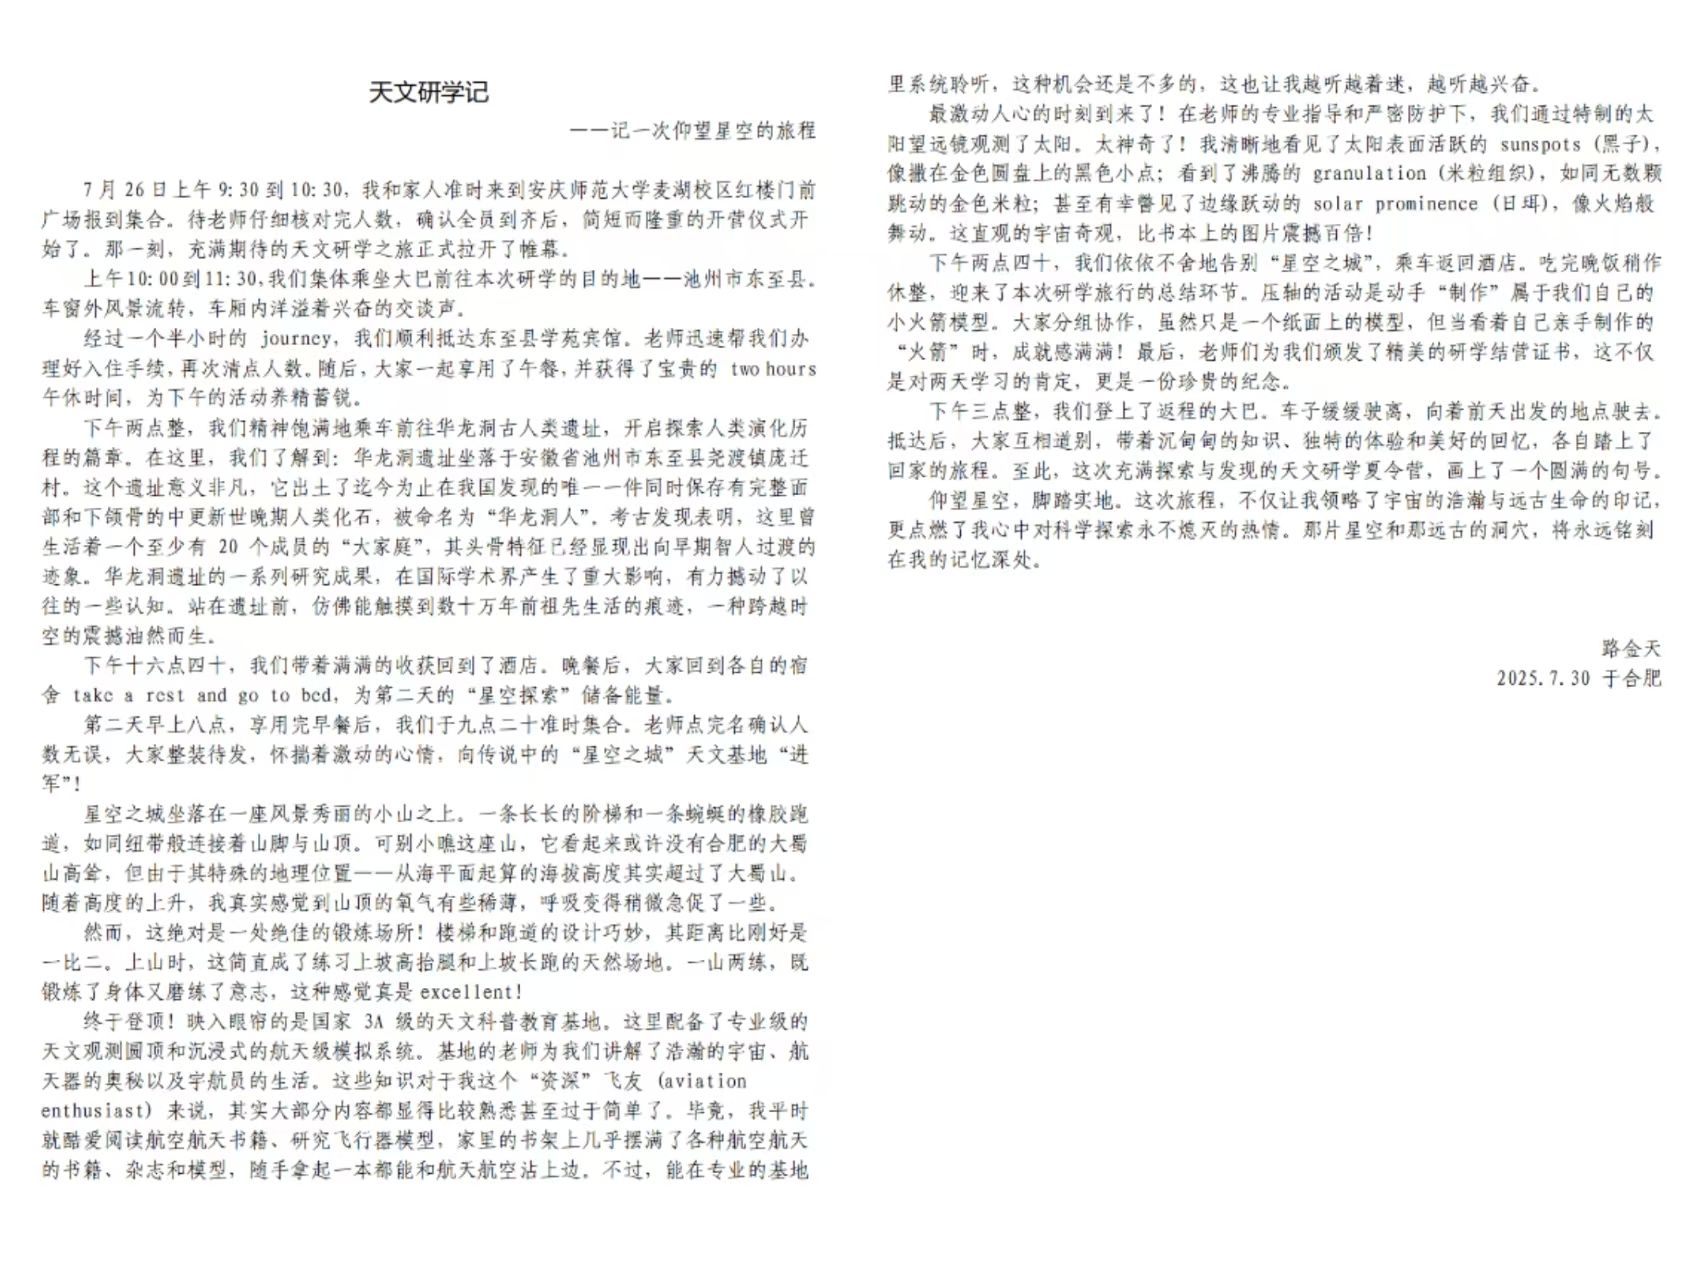 天文研学记
——记一次仰望星空的旅程
7月26日上午9:30到10:30，我和家人准时来到安庆师范大学麦湖校区红楼门前
广场报到集合。待老师仔细核对完人数，确认全员到齐后，简短而隆重的开营仪式开
始了。那一刻，充满期待的天文研学之旅正式拉开了帷幕。
上午10:00到11:30,我们集体乘坐大巴前往本次研学的目的地——池州市东至县。
车窗外风景流转，车厢内洋溢着兴奋的交谈声。
经过一个半小时的 journey，我们顺利抵达东至县学苑宾馆。老师迅速帮我们办
理好入住手续，再次清点人数。随后，大家一起享用了午餐，并获得了宝贵的 two hours
午休时间，为下午的活动养精蓄锐。
下午两点整，我们精神饱满地乘车前往华龙洞古人类遗址，开启探索人类演化历
程的篇章。在这里，我们了解到：华龙洞遗址坐落于安徽省池州市东至县尧渡镇庞迁
村。这个遗址意义非凡，它出土了迄今为止在我国发现的唯一一件同时保存有完整面
部和下颌骨的中更新世晚期人类化石，被命名为“华龙洞人”。考古发现表明，这里曾
生活着一个至少有 20 个成员的“大家庭”，其头骨特征已经显现出向早期智人过渡的
迹象。华龙洞遗址的一系列研究成果，在国际学术界产生了重大影响，有力撼动了以
往的一些认知。站在遗址前，仿佛能触摸到数十万年前祖先生活的痕迹，一种跨越时
空的震撼油然而生。
下午十六点四十，我们带着满满的收获回到了酒店。晚餐后，大家回到各自的宿
舍 take a rest and go to bed，为第二天的“星空探索”储备能量。
第二天早上八点，享用完早餐后，我们于九点二十准时集合。老师点完名确认人
数无误，大家整装待发，怀揣着激动的心情，向传说中的“星空之城”天文基地“进
军”！
星空之城坐落在一座风景秀丽的小山之上。一条长长的阶梯和一条蜿蜒的橡胶跑
道，如同纽带般连接着山脚与山顶。可别小瞧这座山，它看起来或许没有合肥的大蜀
山高耸，但由于其特殊的地理位置——从海平面起算的海拔高度其实超过了大蜀山。
随着高度的上升，我真实感觉到山顶的氧气有些稀薄，呼吸变得稍微急促了一些。
然而，这绝对是一处绝佳的锻炼场所！楼梯和跑道的设计巧妙，其距离比刚好是
一比二。上山时，这简直成了练习上坡高抬腿和上坡长跑的天然场地。一山两练，既
锻炼了身体又磨练了意志，这种感觉真是 excellent！
终于登顶！映入眼帘的是国家 3A 级的天文科普教育基地。这里配备了专业级的
天文观测圆顶和沉浸式的航天级模拟系统。基地的老师为我们讲解了浩瀚的宇宙、航
天器的奥秘以及宇航员的生活。这些知识对于我这个“资深”飞友 (aviation
enthusiast) 来说，其实大部分内容都显得比较熟悉甚至过于简单了。毕竟，我平时
就酷爱阅读航空航天书籍、研究飞行器模型，家里的书架上几乎摆满了各种航空航天
的书籍、杂志和模型，随手拿起一本都能和航天航空沾上边。不过，能在专业的基地
里系统聆听，这种机会还是不多的，这也让我越听越着迷，越听越兴奋。
最激动人心的时刻到来了！在老师的专业指导和严密防护下，我们通过特制的太
阳望远镜观测了太阳。太神奇了！我清晰地看见了太阳表面活跃的 sunspots (黑子)，
像撒在金色圆盘上的黑色小点；看到了沸腾的 granulation (米粒组织)，如同无数颗
跳动的金色米粒；甚至有幸瞥见了边缘跃动的 solar prominence (日珥)，像火焰般
舞动。这直观的宇宙奇观，比书本上的图片震撼百倍！
下午两点四十，我们依依不舍地告别“星空之城”，乘车返回酒店。吃完晚饭稍作
休整，迎来了本次研学旅行的总结环节。压轴的活动是动手“制作”属于我们自己的
小火箭模型。大家分组协作，虽然只是一个纸面上的模型，但当看着自己亲手制作的
“火箭”时，成就感满满！最后，老师们为我们颁发了精美的研学结营证书，这不仅
是对两天学习的肯定，更是一份珍贵的纪念。
下午三点整，我们登上了返程的大巴。车子缓缓驶离，向着前天出发的地点驶去。
抵达后，大家互相道别，带着沉甸甸的知识、独特的体验和美好的回忆，各自踏上了
回家的旅程。至此，这次充满探索与发现的天文研学夏令营，画上了一个圆满的句号。
仰望星空，脚踏实地。这次旅程，不仅让我领略了宇宙的浩瀚与远古生命的印记，
更点燃了我心中对科学探索永不熄灭的热情。那片星空和那远古的洞穴，将永远铭刻
在我的记忆深处。
路金天
2025.7.30 于合肥